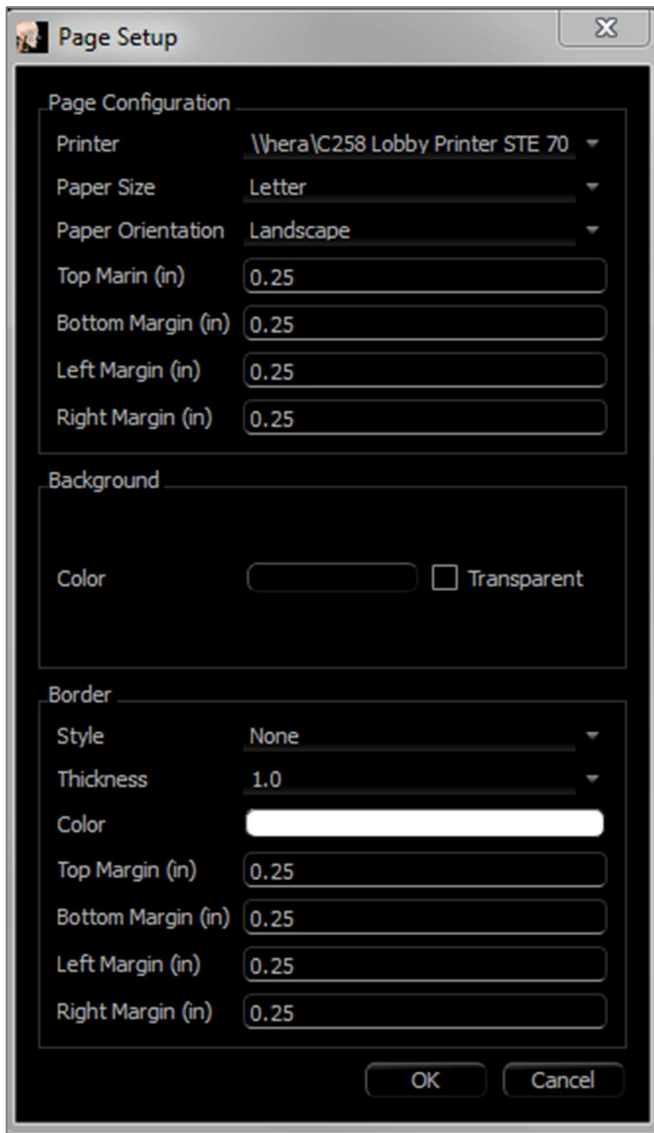 Page Setup
Page Configuration
Printer \\hera\C258 Lobby Printer STE 70
Paper Size Letter
Paper Orientation Landscape
Top Marin (in) 0.25
Bottom Margin (in) 0.25
Left Margin (in) 0.25
Right Margin (in) 0.25
Background
Color Transparent
Border
Style None
Thickness 1.0
Color
Top Margin (in) 0.25
Bottom Margin (in) 0.25
Left Margin (in) 0.25
Right Margin (in) 0.25
OK Cancel